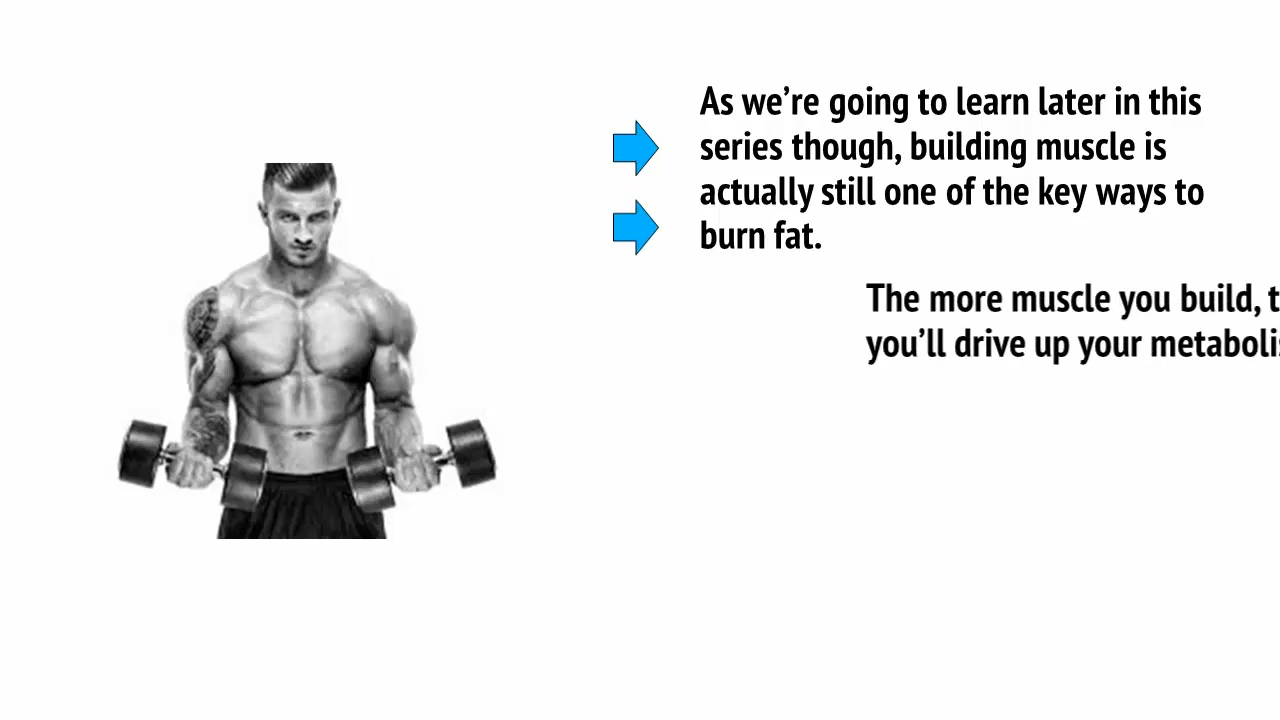 As we’re going to learn later in this
series though, building muscle is
actually still one of the key ways to
burn fat.
The more muscle you build,
you’ll drive up your